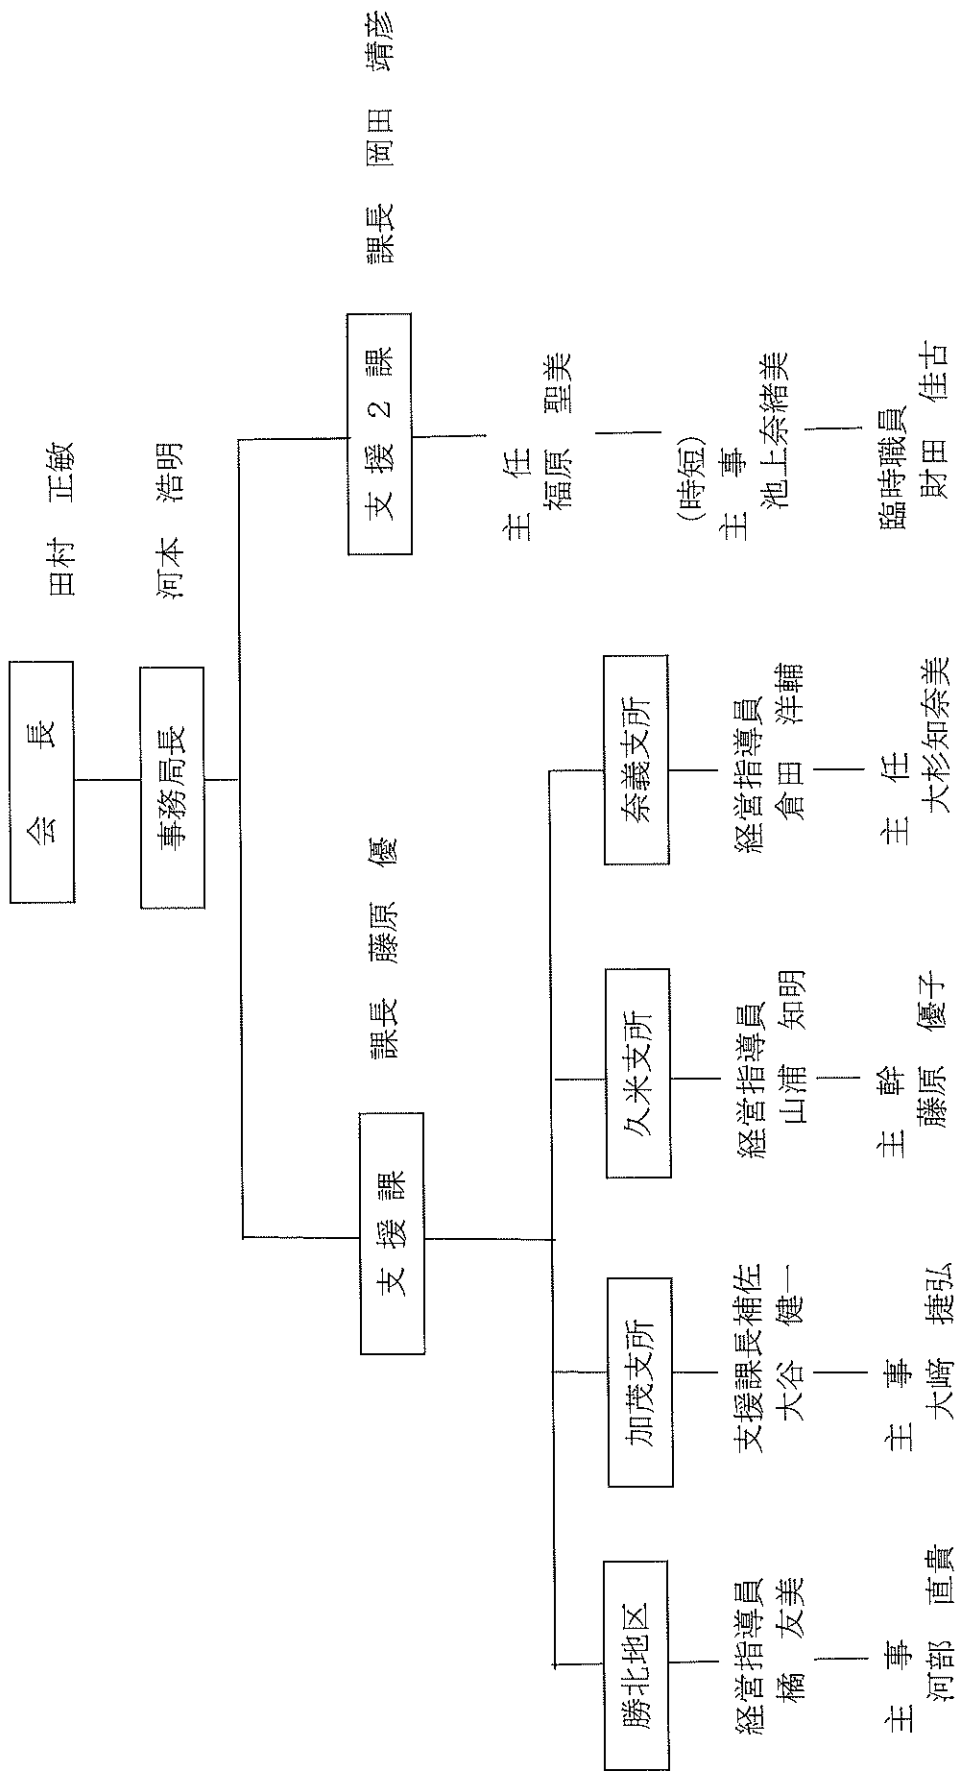 会　長　田村　正敏
事務局長　河本　浩明
支 援 課　課長　藤原　優
支 援 ２ 課　課長　岡田　靖彦
勝北地区
経営指導員
橘　友美
主　事
河部　直貴
加茂支所
支援課長補佐
大谷　健一
主　事
大﨑　捷弘
久米支所
経営指導員
山浦　知明
主　幹
藤原　優子
奈義支所
経営指導員
倉田　洋輔
主　任
大杉知奈美
主　任
福原　聖美
(時短)
主　事
池上奈緒美
臨時職員
財田　佳古